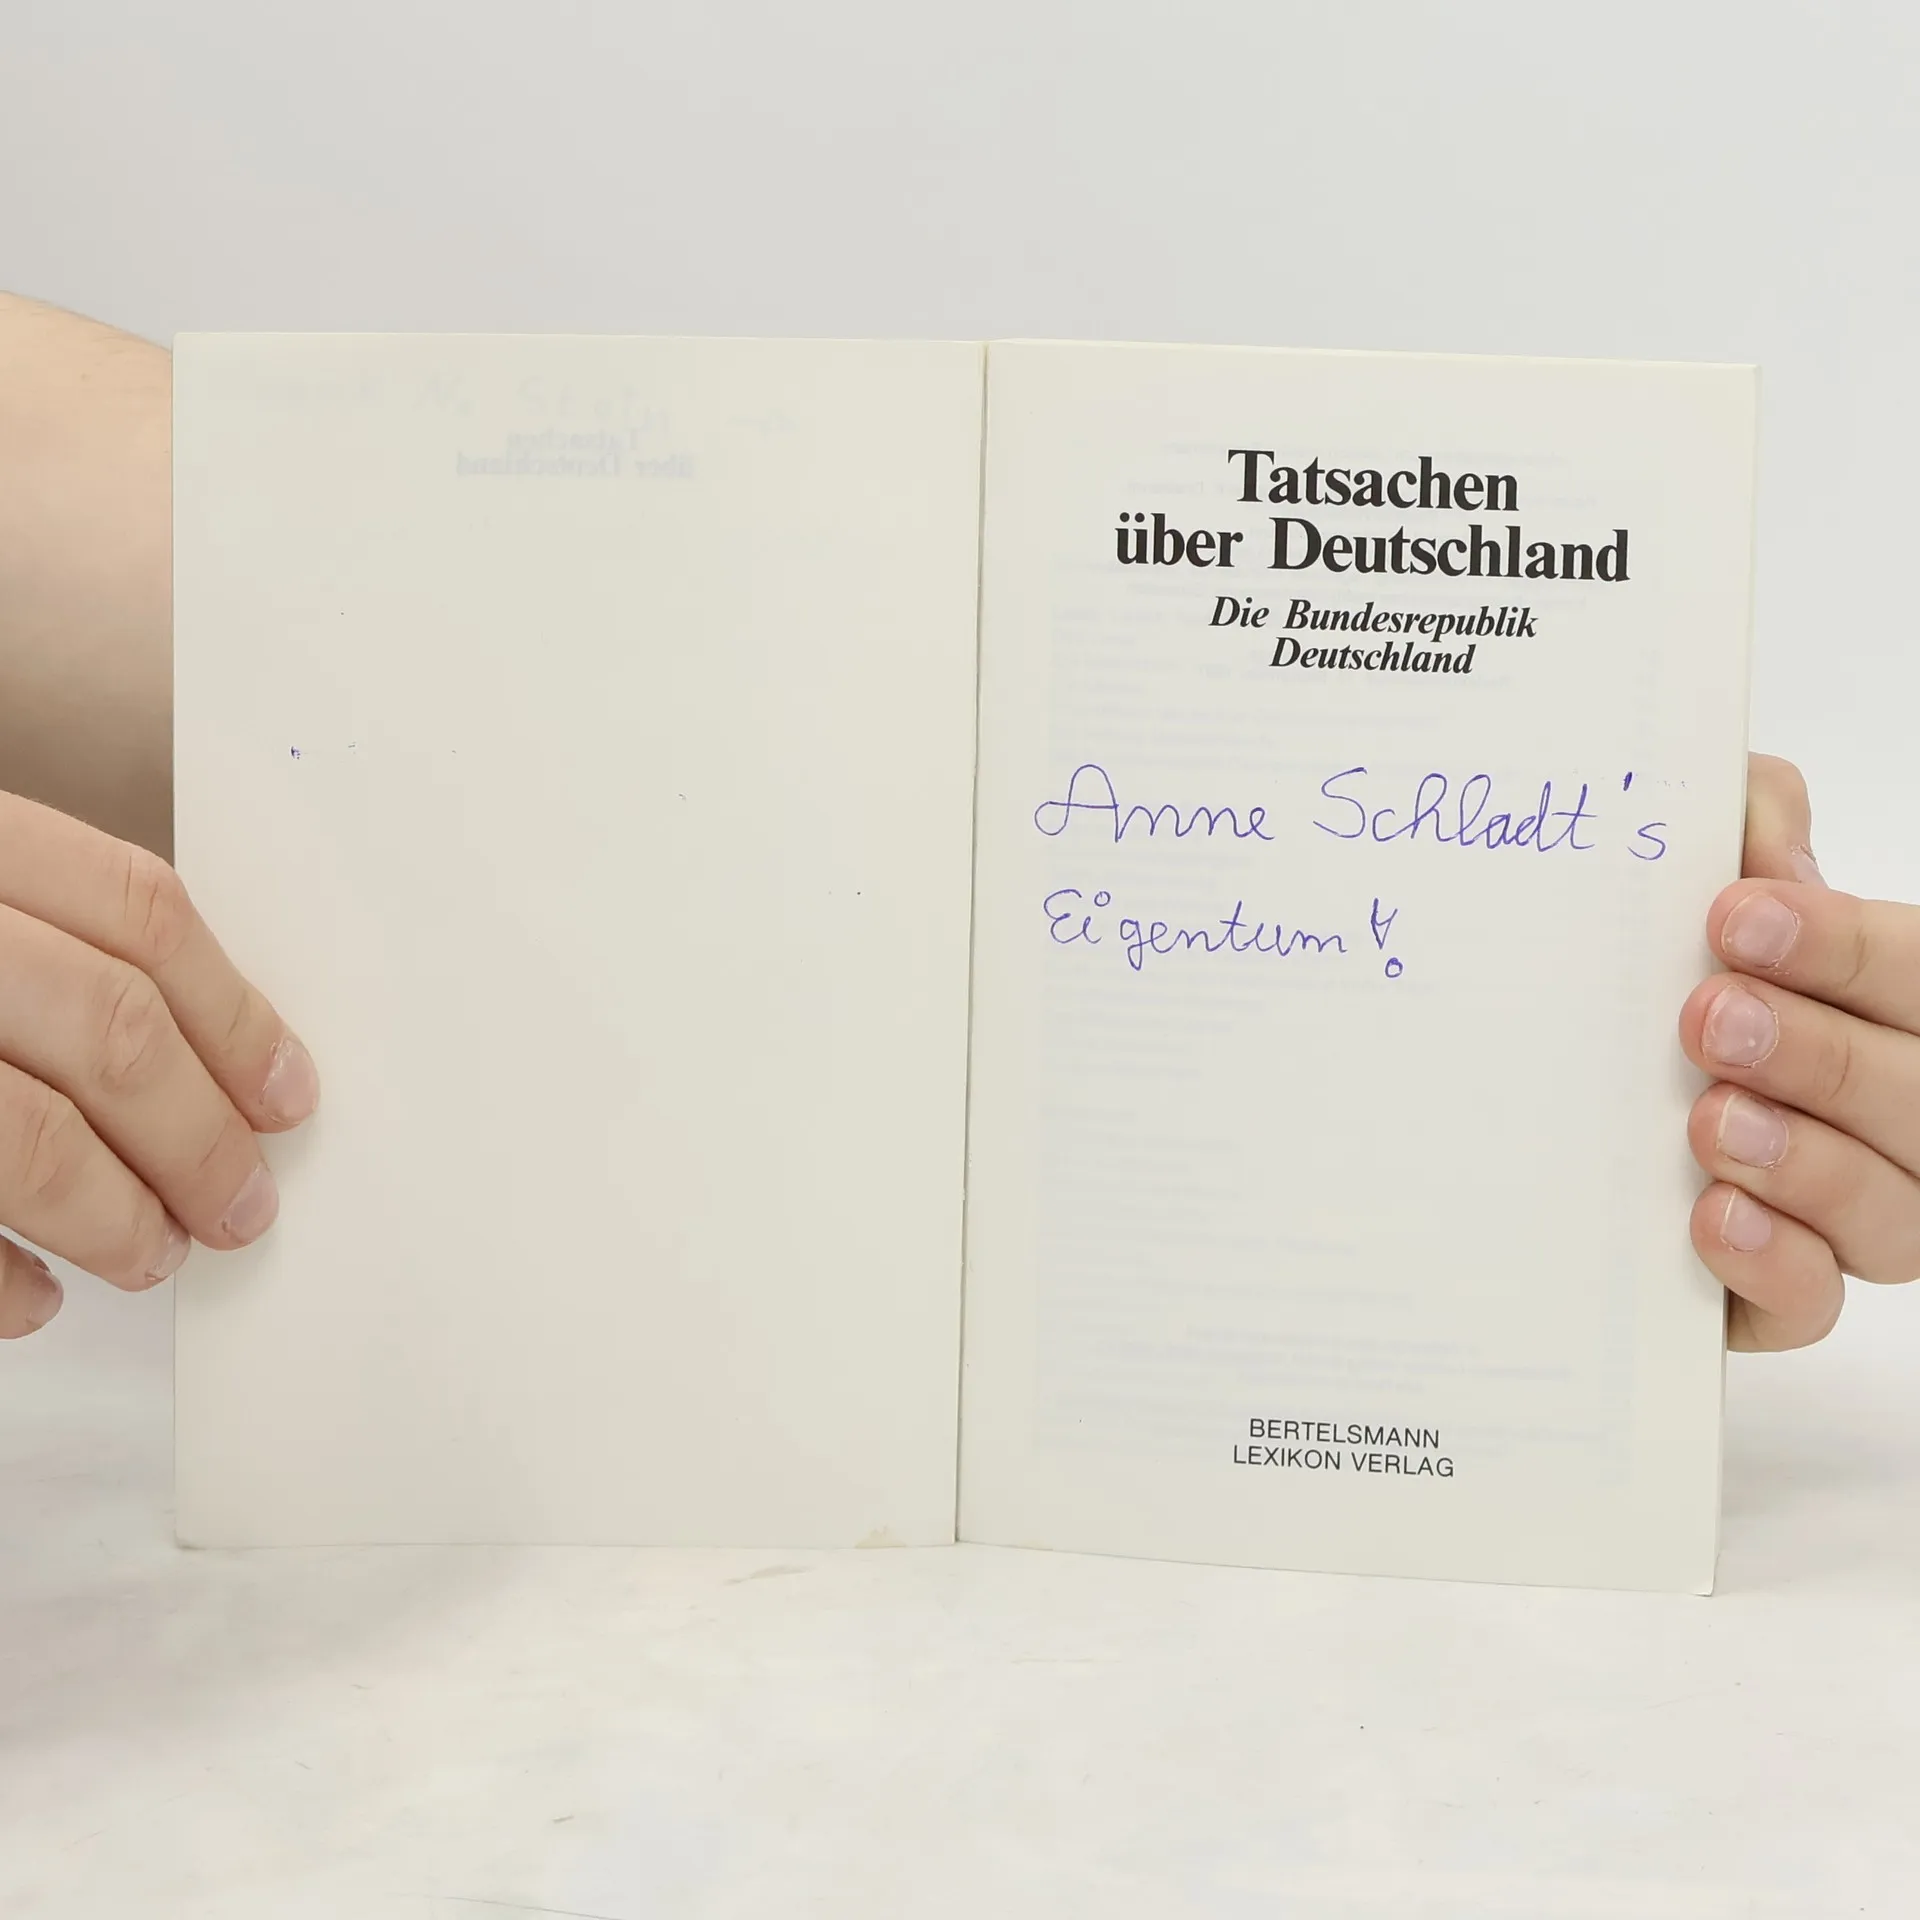 Tatsachen
über Deutschland
Die Bundesrepublik
Deutschland
Anne Schladt's
Eigentum!
BERTELSMANN
LEXIKON VERLAG